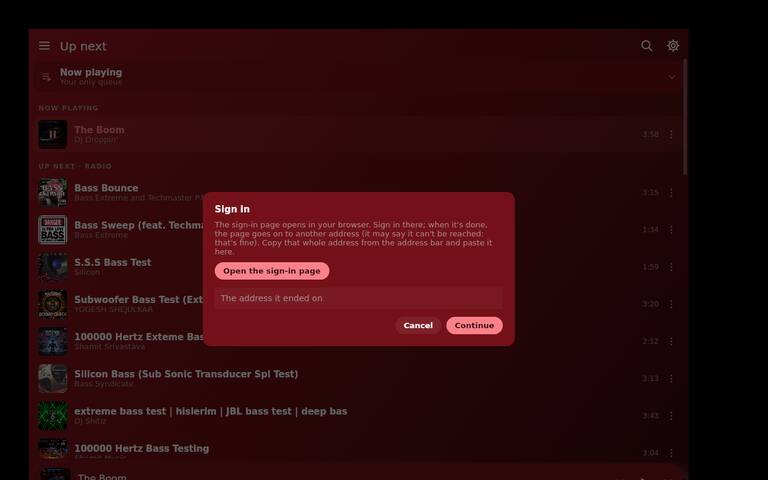 Up next
Now playing
Your only queue
NOW PLAYING
The Boom
DJ Droppin'
3:58
UP NEXT · RADIO
Bass Bounce
Bass Extreme and Techmaster P.
3:15
Bass Sweep (feat. Techma
Bass Extreme
1:34
S.S.S Bass Test
Silicon
1:59
Subwoofer Bass Test (Ext
YOGESH SHEJULKAR
3:20
100000 Hertz Exteme Bas
Shamit Srivastava
2:12
Silicon Bass (Sub Sonic Transducer Spl Test)
Bass Syndicate
3:13
extreme bass test | hislerim | JBL bass test | deep bas
DJ Shitiz
3:43
100000 Hertz Bass Testing
Shamit Music
3:04
The Boom
Sign in
The sign-in page opens in your browser. Sign in there; when it's done,
the page goes on to another address (it may say it can't be reached:
that's fine). Copy that whole address from the address bar and paste it
here.
Open the sign-in page
The address it ended on
Cancel
Continue